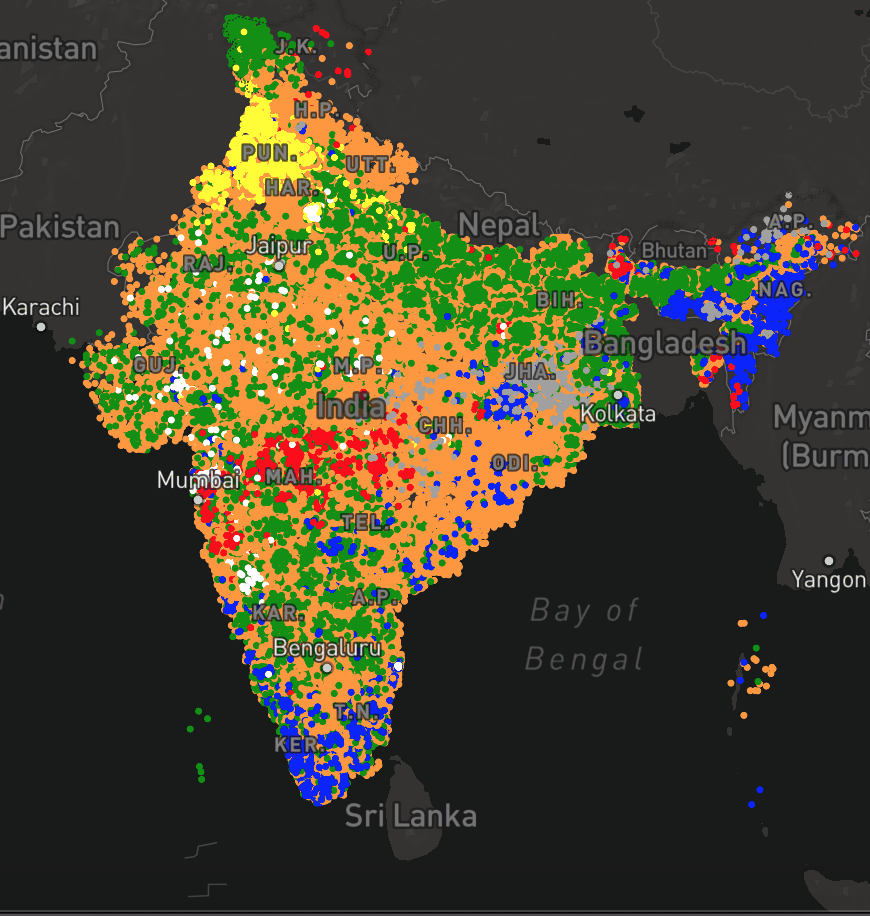 anistan
J.K.
H.P.
PUN.
UTT.
HAR.
Pakistan
Nepal
A.P.
Jaipur
RAJ.
U.P.
Bhutan
NAG.
Karachi
BIH.
Bangladesh
GUJ.
M.P.
JHA.
India
Kolkata
CHH.
Myanm
(Burm
Mumbai
MAH.
ODI.
TEL.
Yangon
A.P.
KAR.
Bay of
Bengal
Bengaluru
T.N.
KER.
Sri Lanka